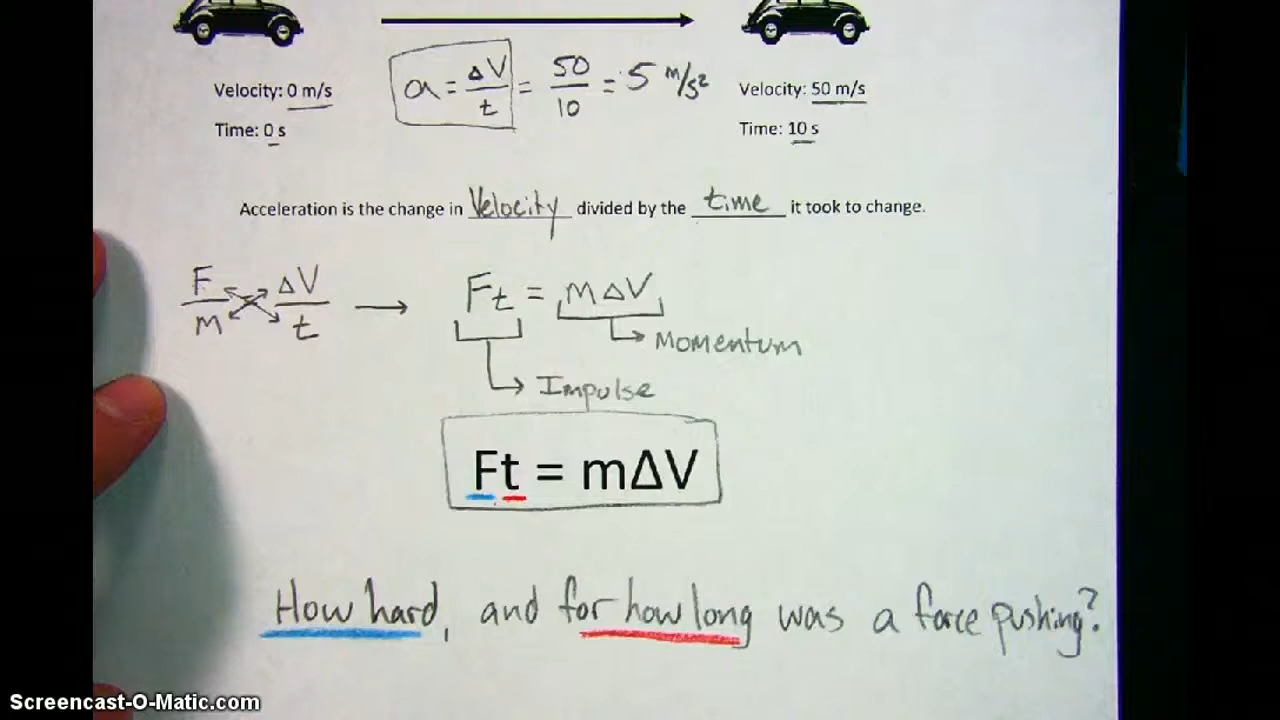 a = ΔV/t = 50/10 = 5 m/s²
Velocity: 0 m/s
Velocity: 50 m/s
Time: 0 s
Time: 10 s
Acceleration is the change in Velocity divided by the time it took to change.
F/m ΔV/t → Ft = mΔV
Momentum
Impulse
Ft = mΔV
How hard, and for how long was a force pushing?
Screencast-O-Matic.com